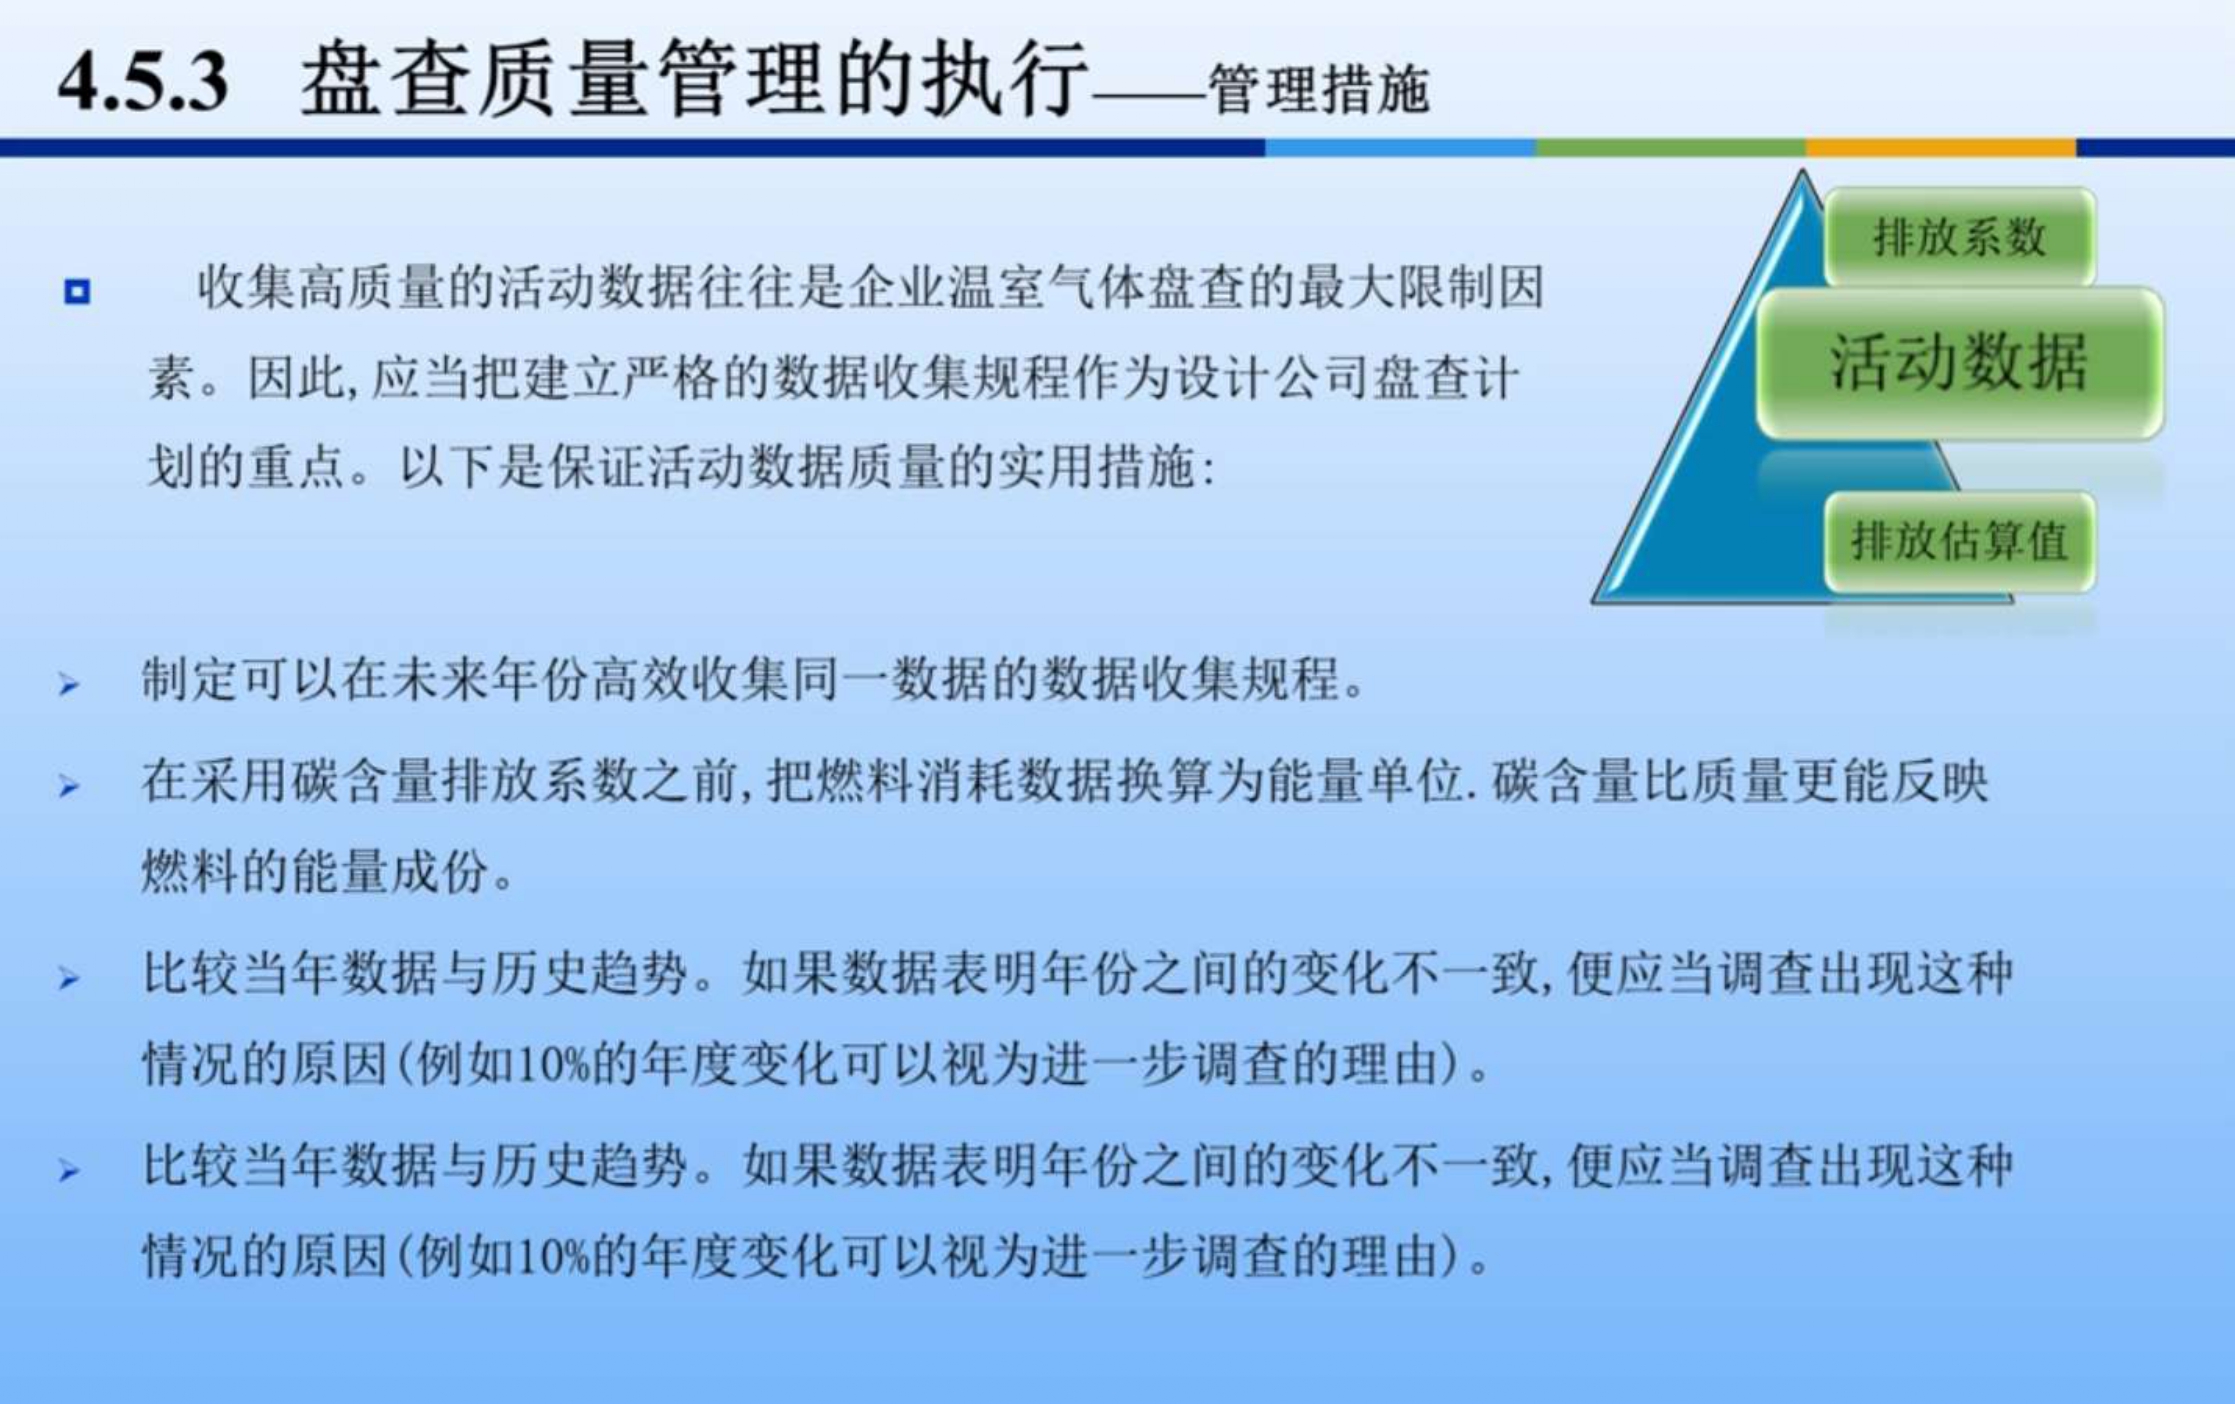 4.5.3 盘查质量管理的执行——管理措施
排放系数
活动数据
排放估算值
收集高质量的活动数据往往是企业温室气体盘查的最大限制因
素。因此,应当把建立严格的数据收集规程作为设计公司盘查计
划的重点。以下是保证活动数据质量的实用措施:
制定可以在未来年份高效收集同一数据的数据收集规程。
在采用碳含量排放系数之前,把燃料消耗数据换算为能量单位.碳含量比质量更能反映
燃料的能量成份。
比较当年数据与历史趋势。如果数据表明年份之间的变化不一致,便应当调查出现这种
情况的原因(例如10%的年度变化可以视为进一步调查的理由)。
比较当年数据与历史趋势。如果数据表明年份之间的变化不一致,便应当调查出现这种
情况的原因(例如10%的年度变化可以视为进一步调查的理由)。